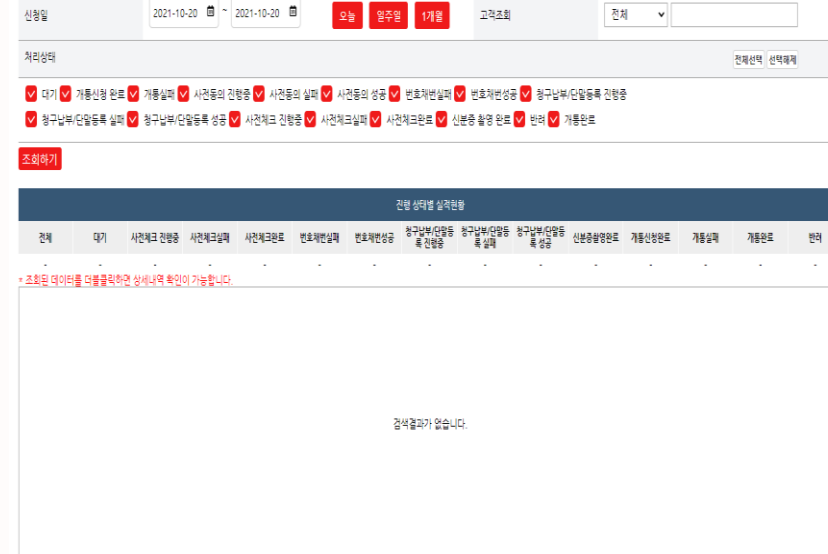 신청일 2021-10-20 ~ 2021-10-20 오늘 일주일 1개월 고객조회 전체
처리상태 전체선택 선택해제
대기 개통신청 완료 개통실패 사전동의 진행중 사전동의 실패 사전동의 성공 번호채번실패 번호채번성공 청구납부/단말등록 진행중
청구납부/단말등록 실패 청구납부/단말등록 성공 사전체크 진행중 사전체크실패 사전체크완료 신분증 촬영 완료 반려 개통완료
조회하기
진행 상태별 실적현황
전체 대기 사전체크 진행중 사전체크실패 사전체크완료 번호채번실패 번호채번성공 청구납부/단말등록 진행중 청구납부/단말등록 실패 청구납부/단말등록 성공 신분증촬영완료 개통신청완료 개통실패 개통완료 반려
- - - - - - - - - - - - - - -
* 조회된 데이터를 더블클릭하면 상세내역 확인이 가능합니다.
검색결과가 없습니다.